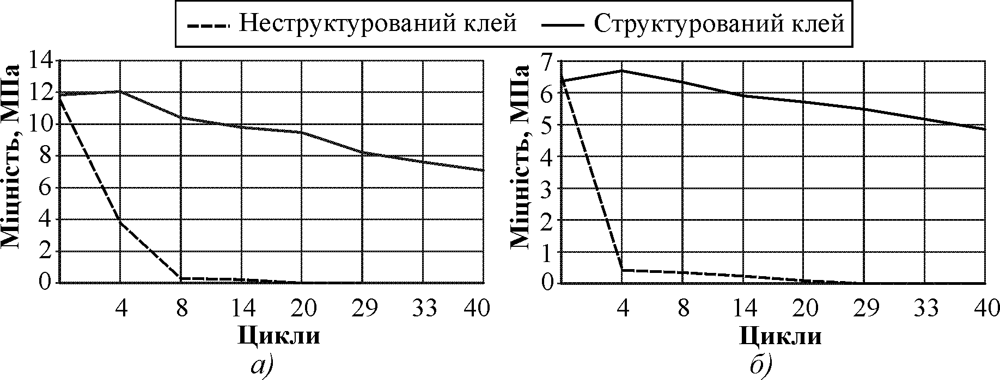 Неструктурований клей Структурований клей
Міцність, МПа
14
12
10
8
6
4
2
0
4 8 14 20 29 33 40
Цикли
а)
Міцність, МПа
7
6
5
4
3
2
1
0
4 8 14 20 29 33 40
Цикли
б)